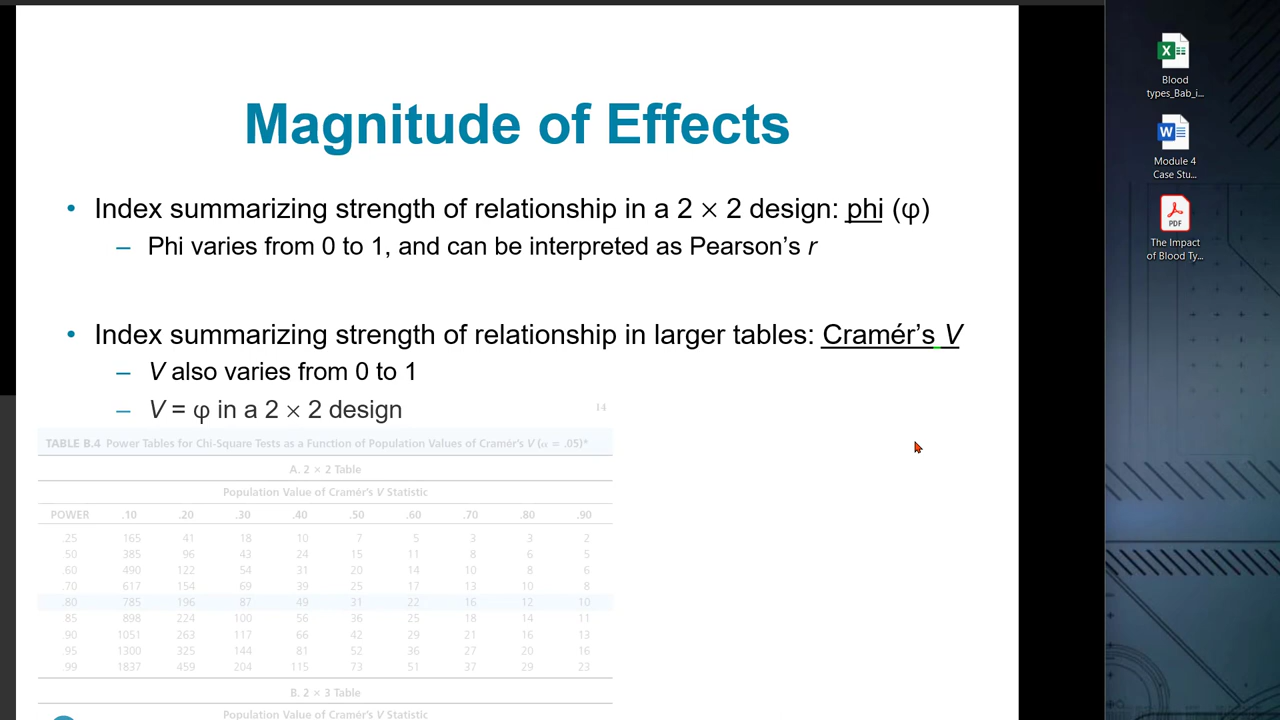 Magnitude of Effects
• Index summarizing strength of relationship in a 2 × 2 design: phi (φ)
– Phi varies from 0 to 1, and can be interpreted as Pearson’s r
• Index summarizing strength of relationship in larger tables: Cramér’s V
– V also varies from 0 to 1
– V = φ in a 2 × 2 design
14
TABLE B.4 Power Tables for Chi-Square Tests as a Function of Population Values of Cramér's V (α = .05)*
A. 2 × 2 Table
Population Value of Cramér's V Statistic
POWER .10 .20 .30 .40 .50 .60 .70 .80 .90
.25 165 41 18 10 7 5 3 3 2
.50 385 96 43 24 15 11 8 6 5
.60 490 122 54 31 20 14 10 8 6
.70 617 154 69 39 25 17 13 10 8
.80 785 196 87 49 31 22 16 12 10
.85 898 224 100 56 36 25 18 14 11
.90 1051 263 117 66 42 29 21 16 13
.95 1300 325 144 81 52 36 27 20 16
.99 1837 459 204 115 73 51 37 29 23
B. 2 × 3 Table
Population Value of Cramér's V Statistic
Blood
types_Bab_i...
Module 4
Case Stu...
PDF
The Impact
of Blood Ty...